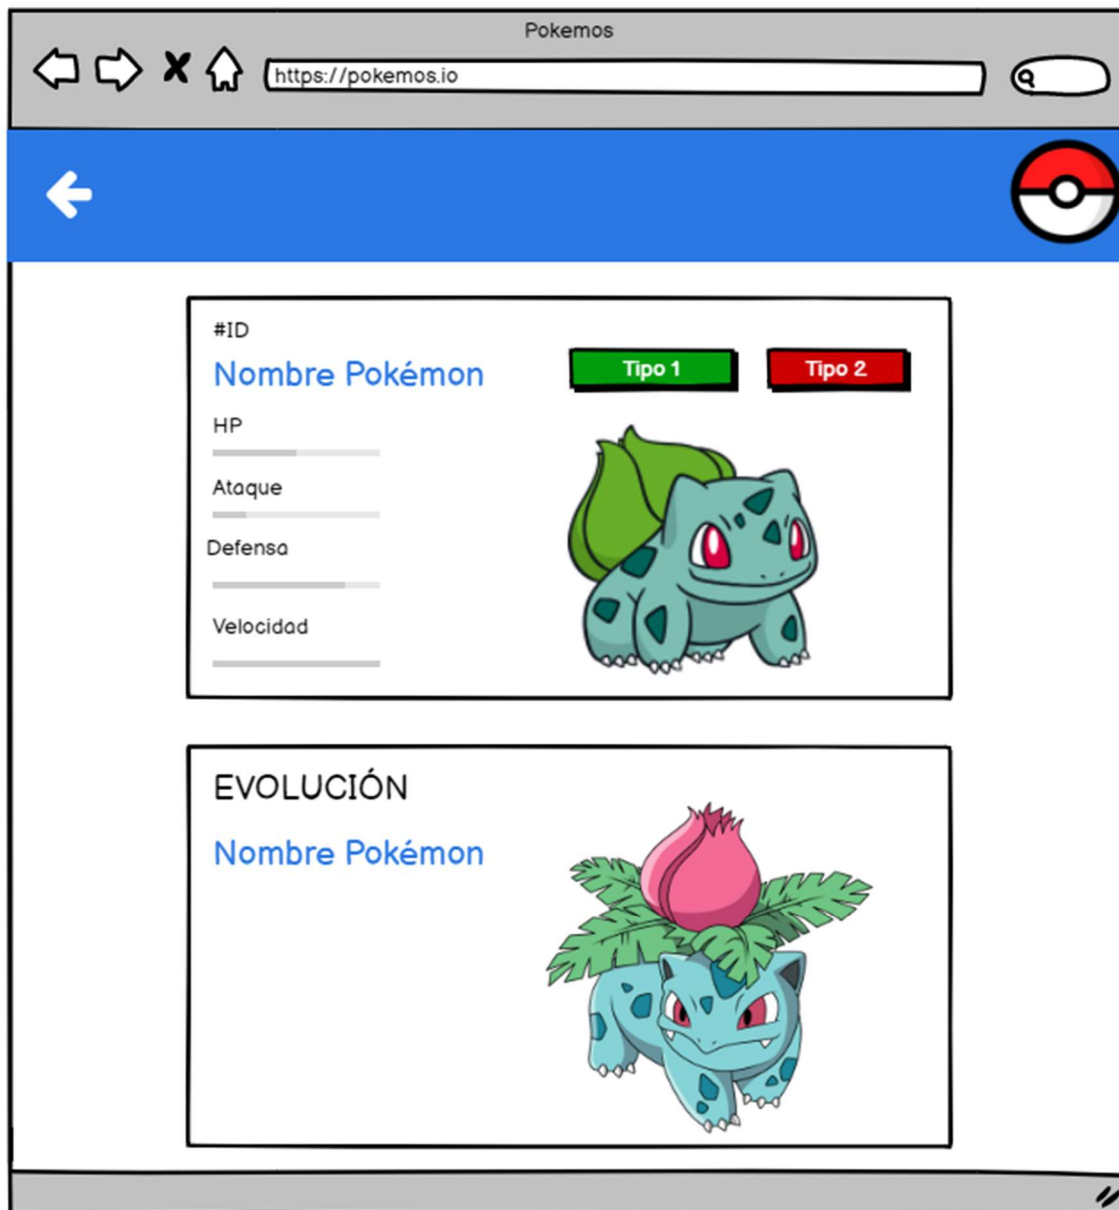 Pokemos
https://pokemos.io
#ID
Nombre Pokémon
Tipo 1
Tipo 2
HP
Ataque
Defensa
Velocidad
EVOLUCIÓN
Nombre Pokémon